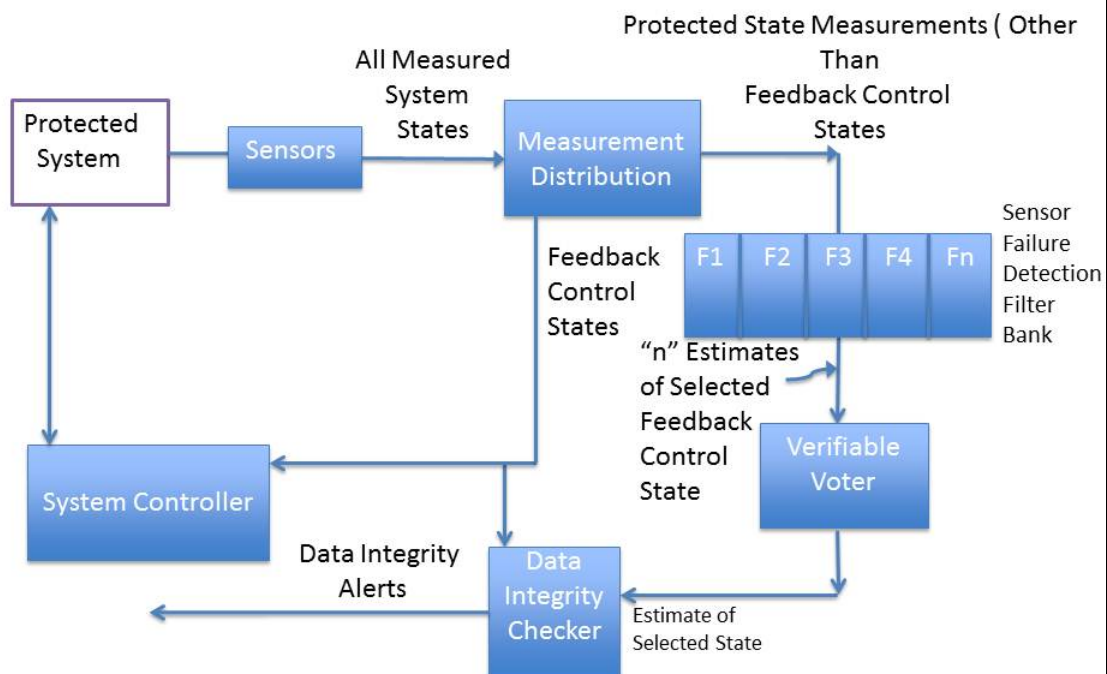 Protected State Measurements ( Other
Than
Feedback Control
States
All Measured
System
States
Protected
System
Sensors
Measurement
Distribution
Feedback
Control
States
F1
F2
F3
F4
Fn
Sensor
Failure
Detection
Filter
Bank
“n” Estimates
of Selected
Feedback
Control
State
Verifiable
Voter
System Controller
Data Integrity
Alerts
Data
Integrity
Checker
Estimate of
Selected State